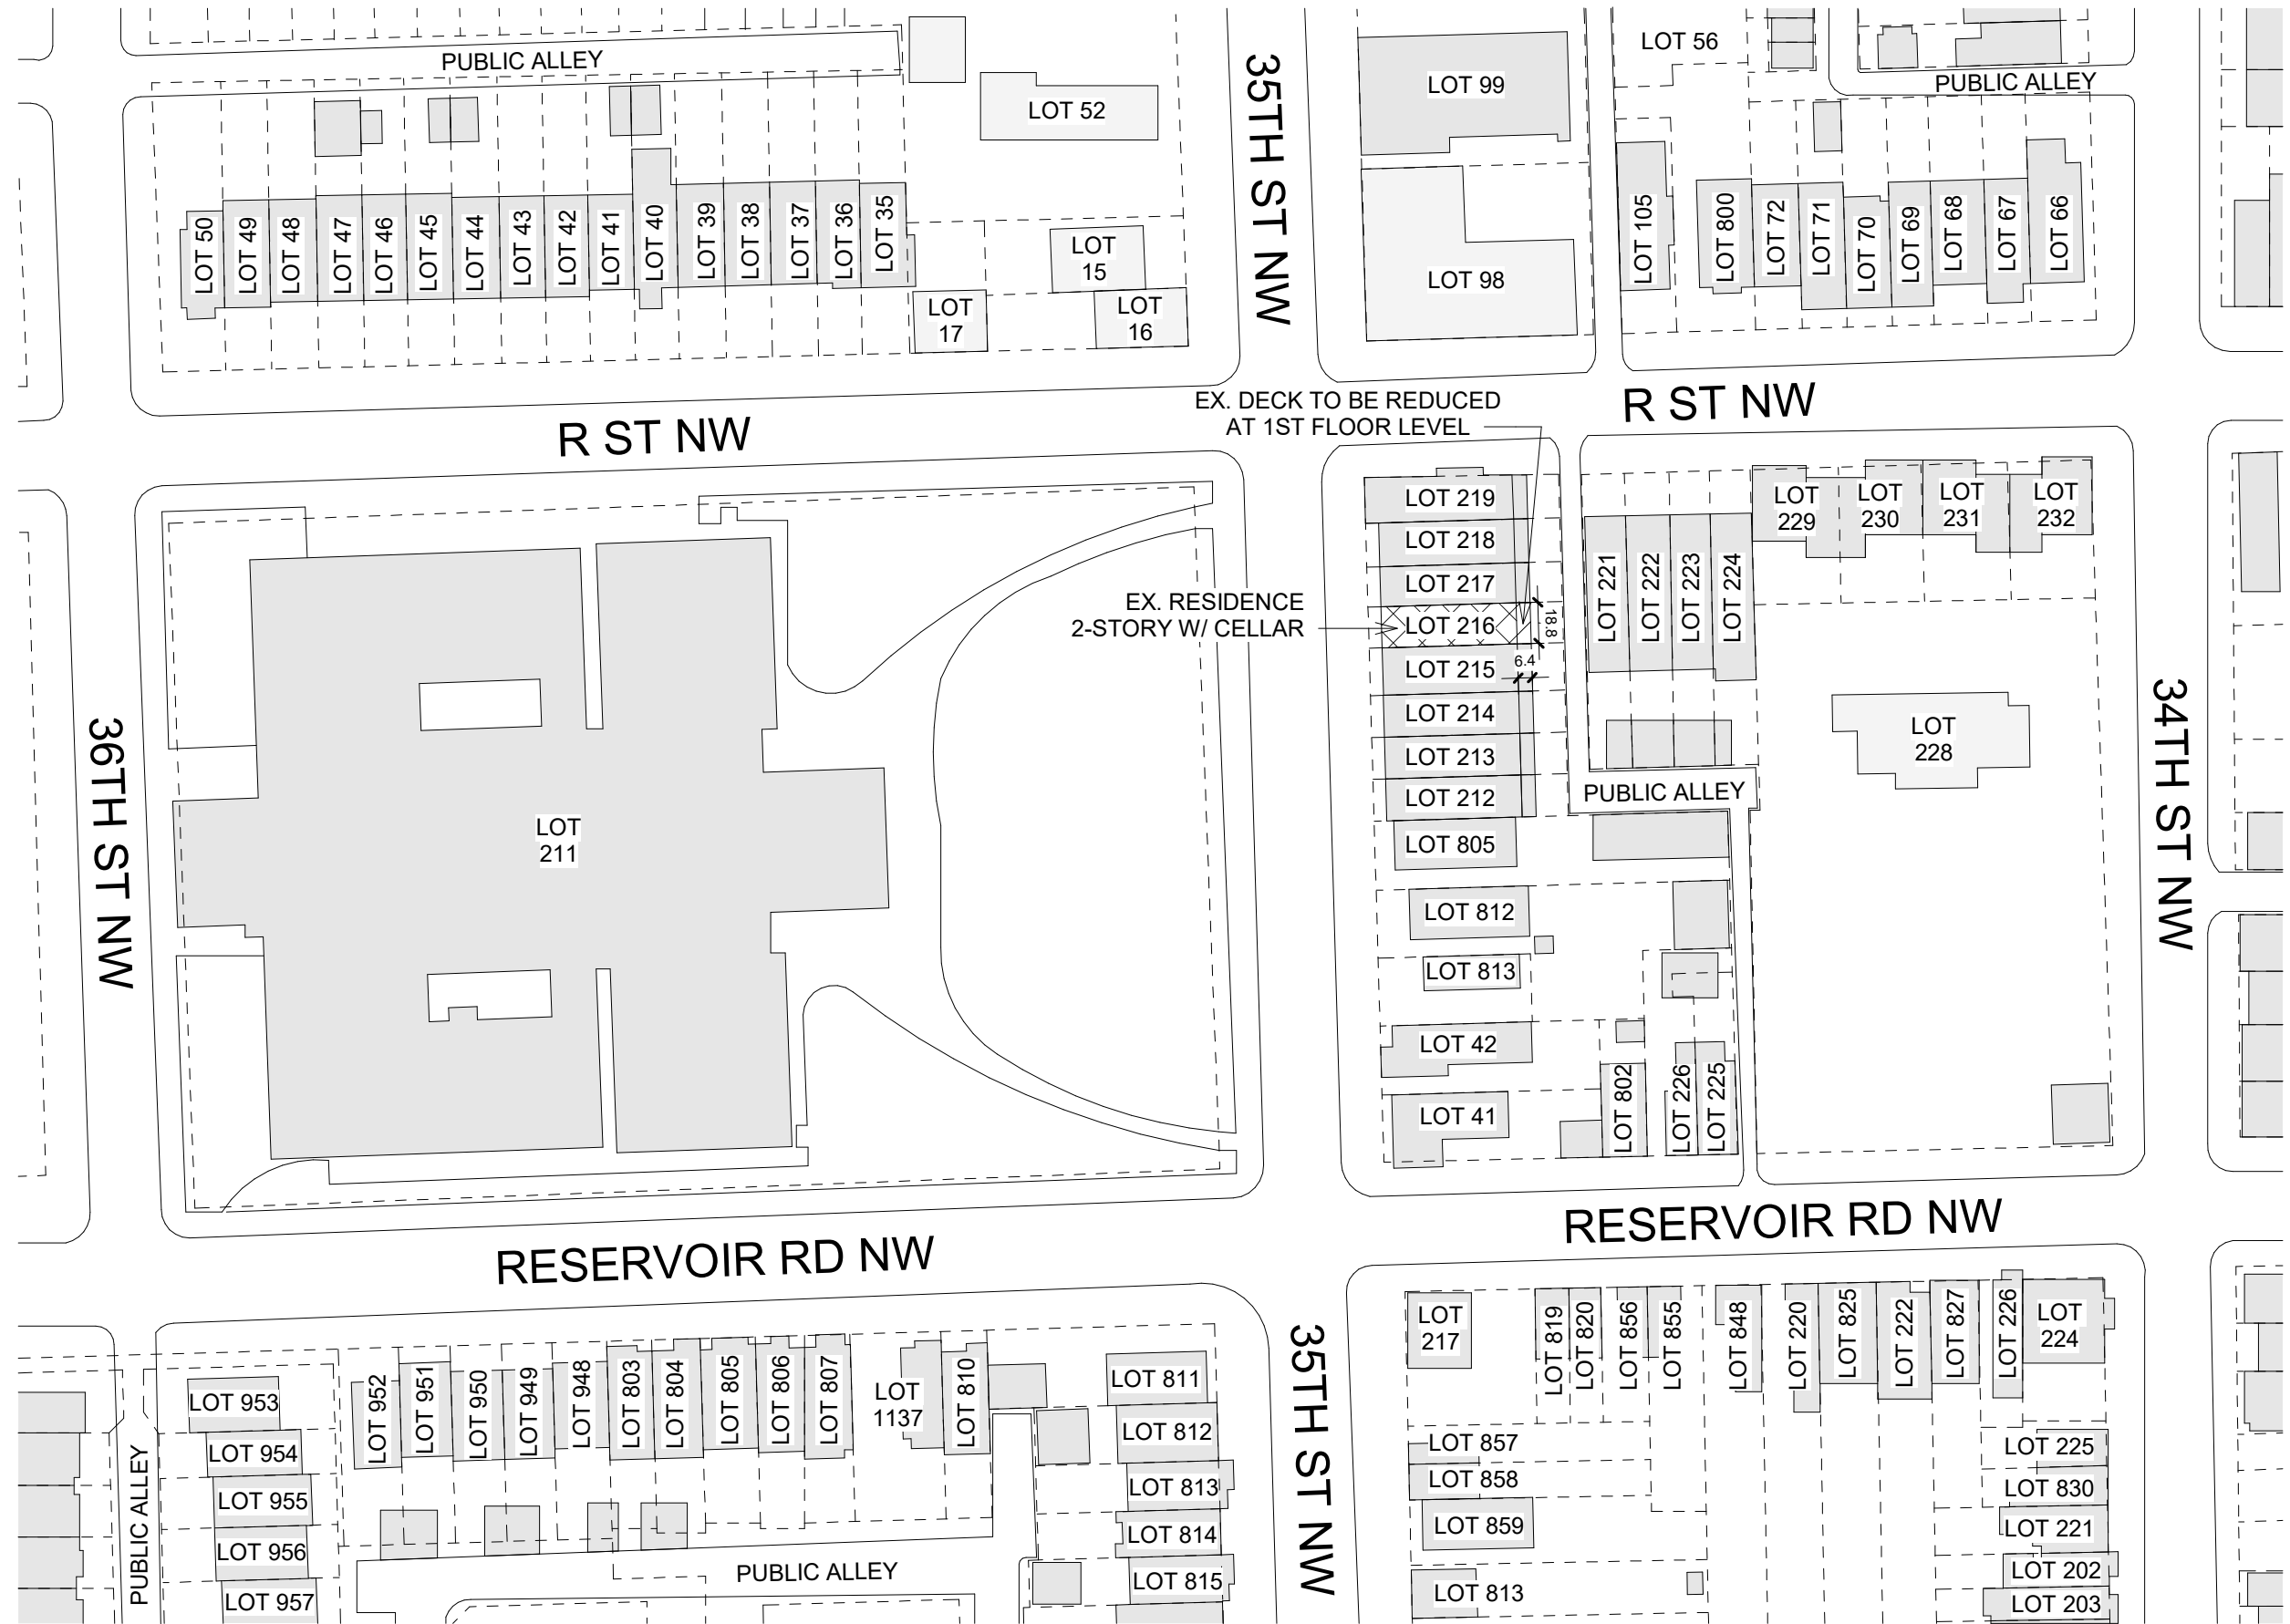 PUBLIC ALLEY
LOT 52
35TH ST NW
LOT 99
LOT 56
PUBLIC ALLEY
LOT 50
LOT 49
LOT 48
LOT 47
LOT 46
LOT 45
LOT 44
LOT 43
LOT 42
LOT 41
LOT 40
LOT 39
LOT 38
LOT 37
LOT 36
LOT 35
LOT
15
LOT
17
LOT
16
LOT 98
LOT 105
LOT 800
LOT 72
LOT 71
LOT 70
LOT 69
LOT 68
LOT 67
LOT 66
R ST NW
EX. DECK TO BE REDUCED
AT 1ST FLOOR LEVEL
R ST NW
LOT 219
LOT 218
LOT 217
EX. RESIDENCE
2-STORY W/ CELLAR
LOT 216
18.8
LOT 215
6.4
LOT 214
LOT 213
LOT 212
LOT 805
LOT 812
LOT 813
LOT 42
LOT 41
LOT 221
LOT 222
LOT 223
LOT 224
LOT
229
LOT
230
LOT
231
LOT
232
LOT
228
PUBLIC ALLEY
LOT 802
LOT 226
LOT 225
36TH ST NW
LOT
211
34TH ST NW
RESERVOIR RD NW
RESERVOIR RD NW
LOT 953
LOT 954
LOT 955
LOT 956
LOT 957
PUBLIC ALLEY
LOT 952
LOT 951
LOT 950
LOT 949
LOT 948
LOT 803
LOT 804
LOT 805
LOT 806
LOT 807
LOT
1137
LOT 810
LOT 811
LOT 812
LOT 813
LOT 814
LOT 815
PUBLIC ALLEY
35TH ST NW
LOT
217
LOT 819
LOT 820
LOT 856
LOT 855
LOT 848
LOT 220
LOT 825
LOT 222
LOT 827
LOT 226
LOT
224
LOT 857
LOT 858
LOT 859
LOT 813
LOT 225
LOT 830
LOT 221
LOT 202
LOT 203